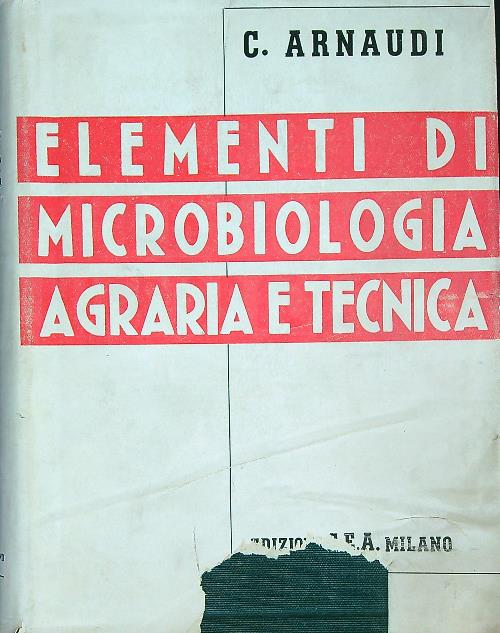 C. ARNAUDI
ELEMENTI DI
MICROBIOLOGIA
AGRARIA E TECNICA
E.A. MILANO